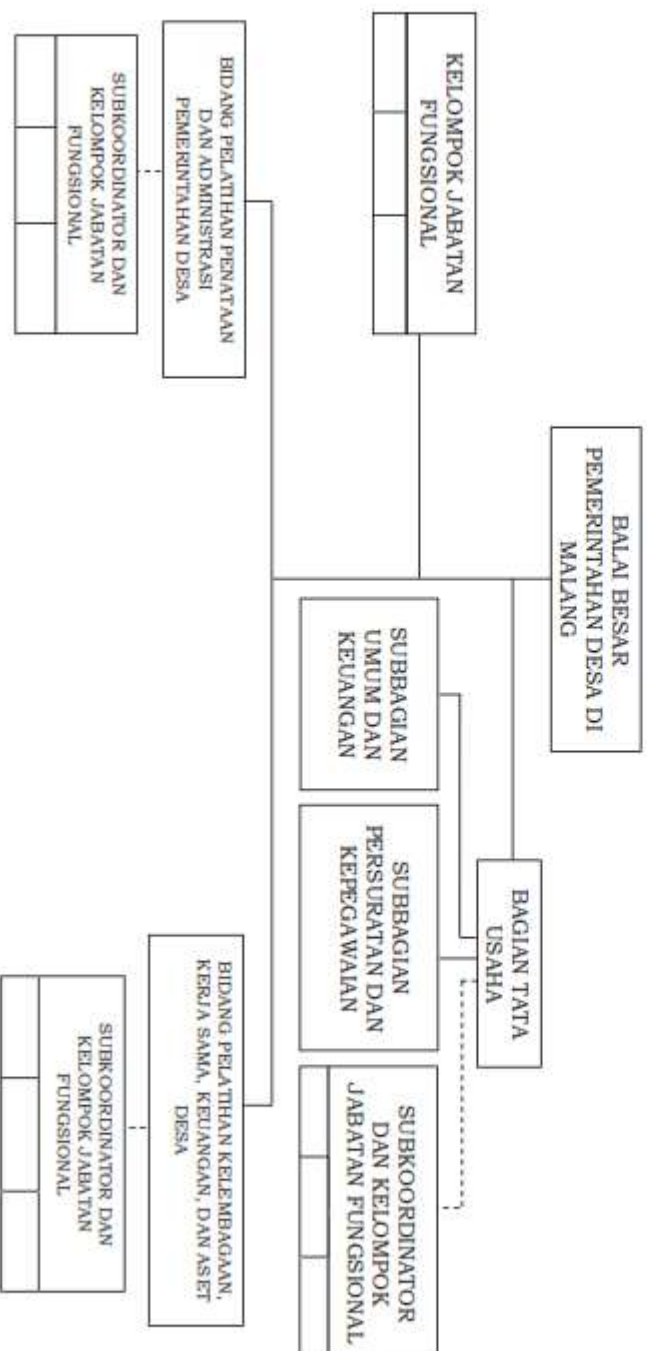 BALAI BESAR
PEMERINTAHAN DESA DI
MALANG
BAGIAN TATA
USAHA
KELOMPOK JABATAN
FUNGSIONAL
SUBBAGIAN
UMUM DAN
KEUANGAN
SUBBAGIAN
PERSURATAN DAN
KEPEGAWAIAN
SUBKOORDINATOR
DAN KELOMPOK
JABATAN FUNGSIONAL
BIDANG PELATIHAN PENATAAN
DAN ADMINISTRASI
PEMERINTAHAN DESA
SUBKOORDINATOR DAN
KELOMPOK JABATAN
FUNGSIONAL
BIDANG PELATIHAN KELEMBAGAAN,
KERJA SAMA, KEUANGAN, DAN ASET
DESA
SUBKOORDINATOR DAN
KELOMPOK JABATAN
FUNGSIONAL